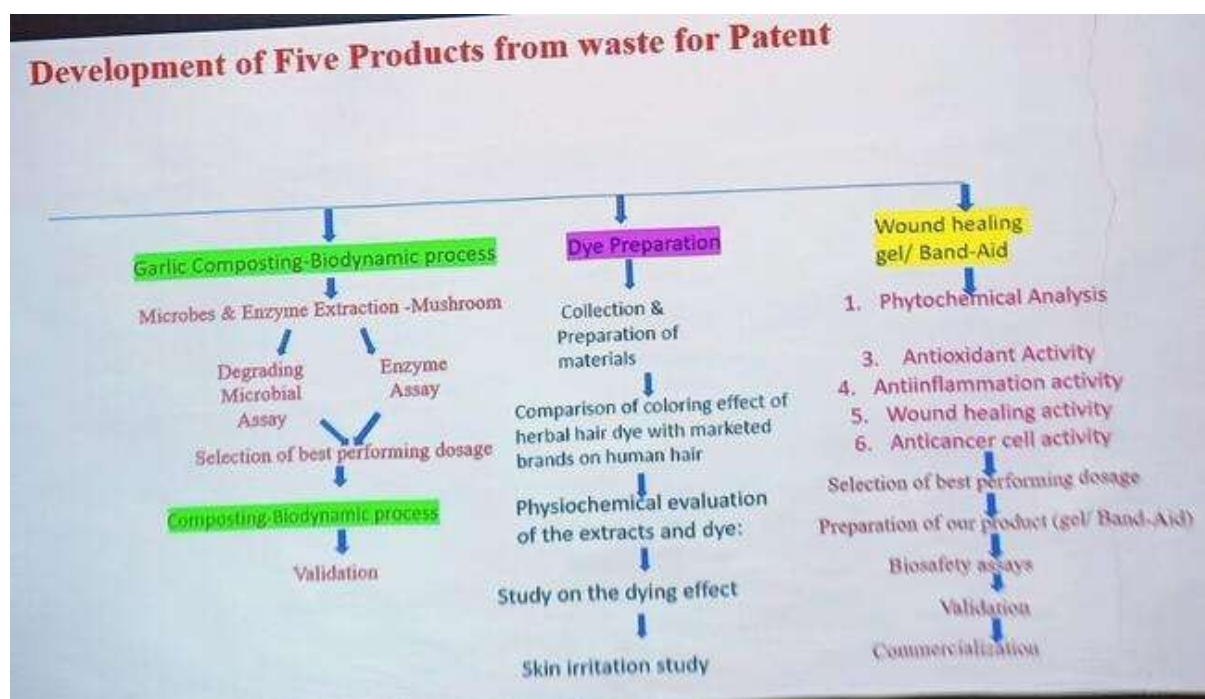 Development of Five Products from waste for Patent
Garlic Composting-Biodynamic process
Microbes & Enzyme Extraction -Mushroom
Degrading
Microbial
Assay
Enzyme
Assay
Selection of best performing dosage
Composting-Biodynamic process
Validation
Dye Preparation
Collection &
Preparation of
materials
Comparison of coloring effect of
herbal hair dye with marketed
brands on human hair
Physiochemical evaluation
of the extracts and dye:
Study on the dying effect
Skin irritation study
Wound healing
gel/ Band-Aid
1. Phytochemical Analysis
3. Antioxidant Activity
4. Antiinflammation activity
5. Wound healing activity
6. Anticancer cell activity
Selection of best performing dosage
Preparation of our product (gel/ Band-Aid)
Biosafety assays
Validation
Commercialization